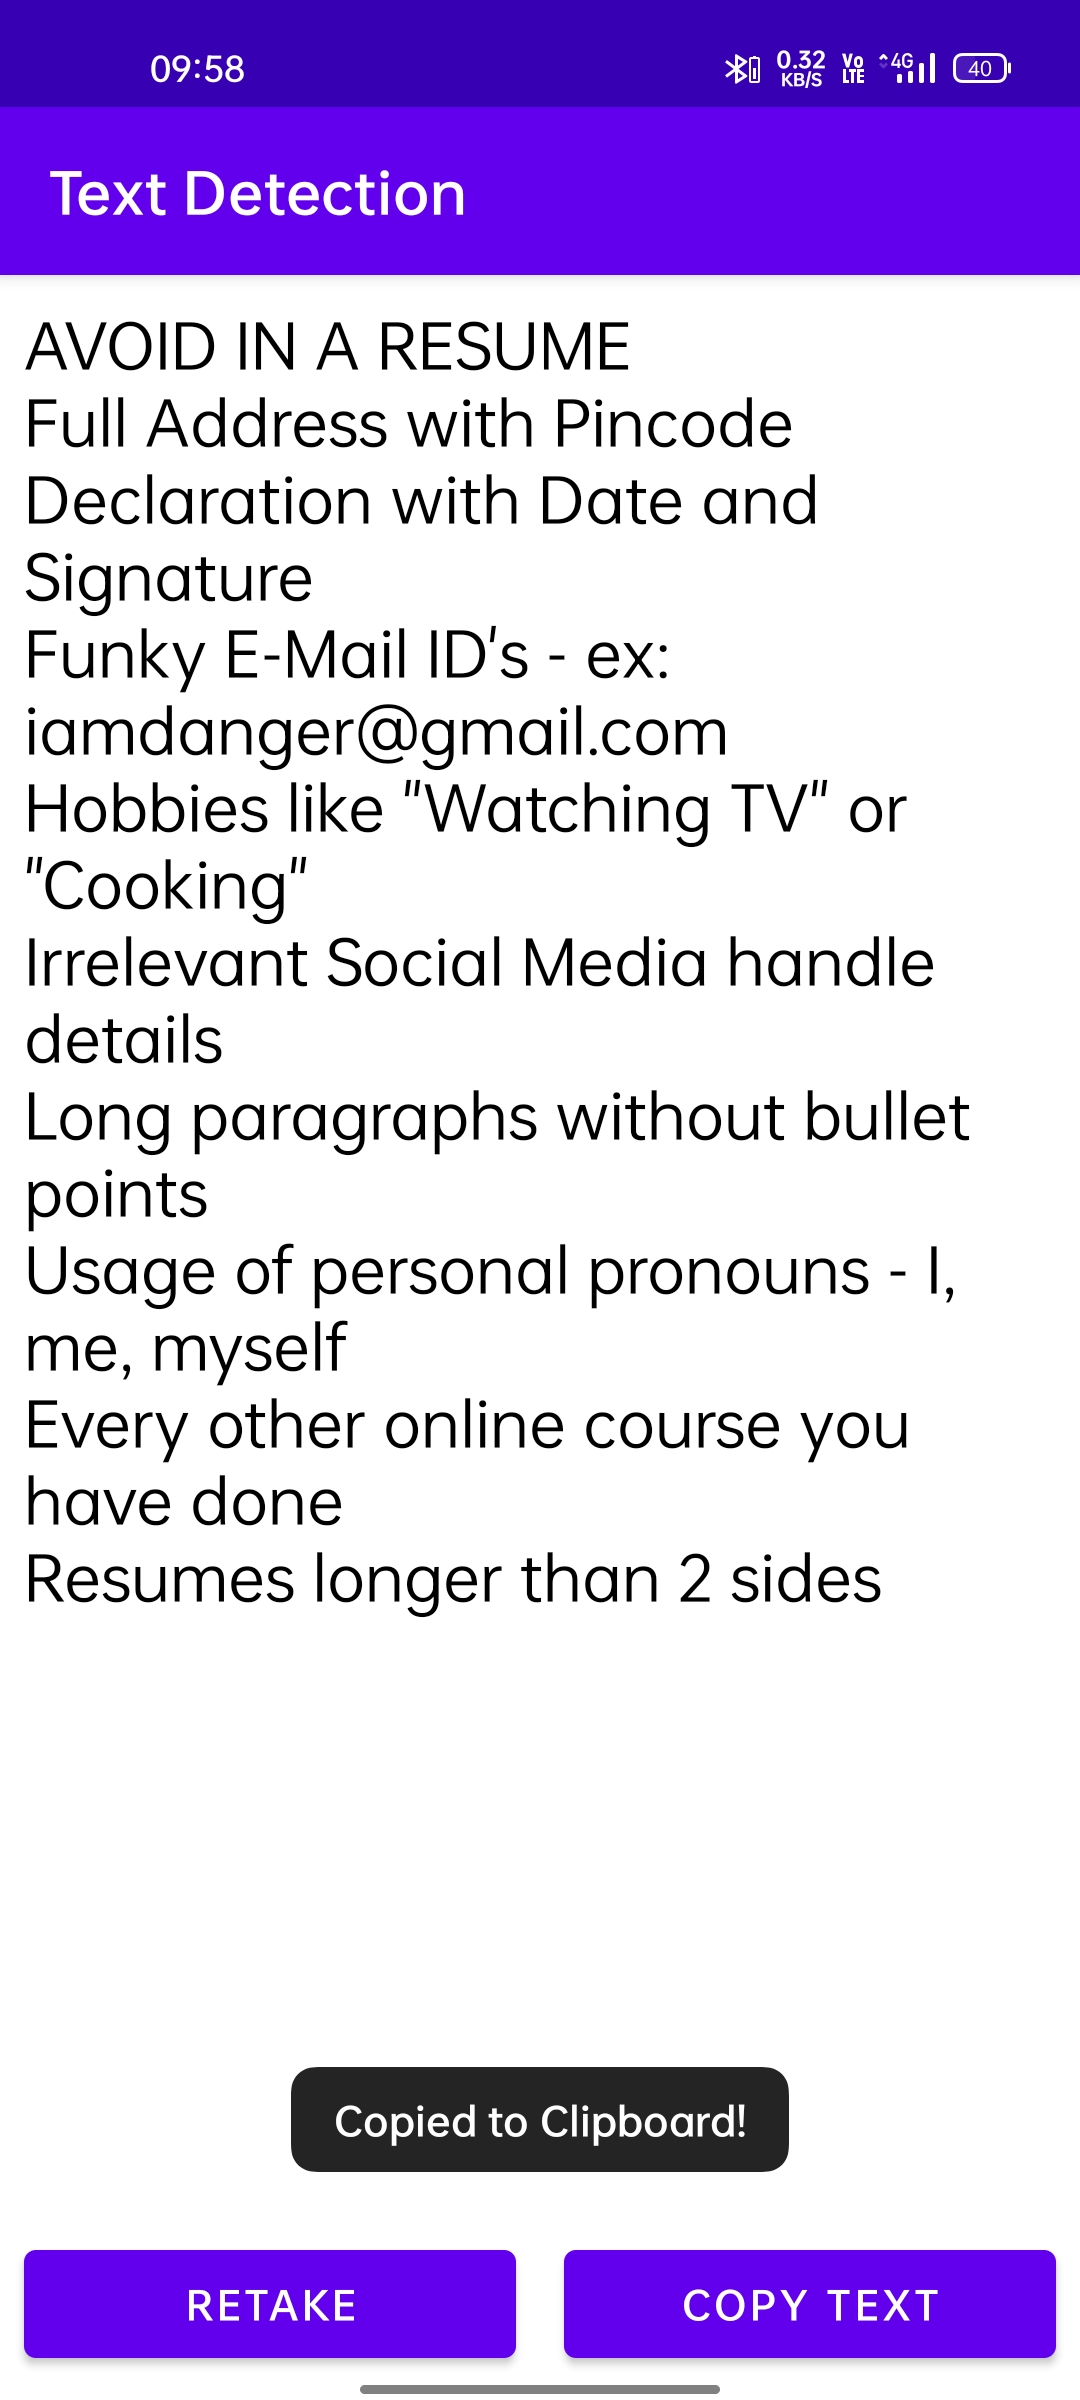 09:58
0.32 KB/S Vo LTE 4G 40
Text Detection
AVOID IN A RESUME
Full Address with Pincode
Declaration with Date and
Signature
Funky E-Mail ID's - ex:
iamdanger@gmail.com
Hobbies like "Watching TV" or
"Cooking"
Irrelevant Social Media handle
details
Long paragraphs without bullet
points
Usage of personal pronouns - I,
me, myself
Every other online course you
have done
Resumes longer than 2 sides
Copied to Clipboard!
RETAKE
COPY TEXT